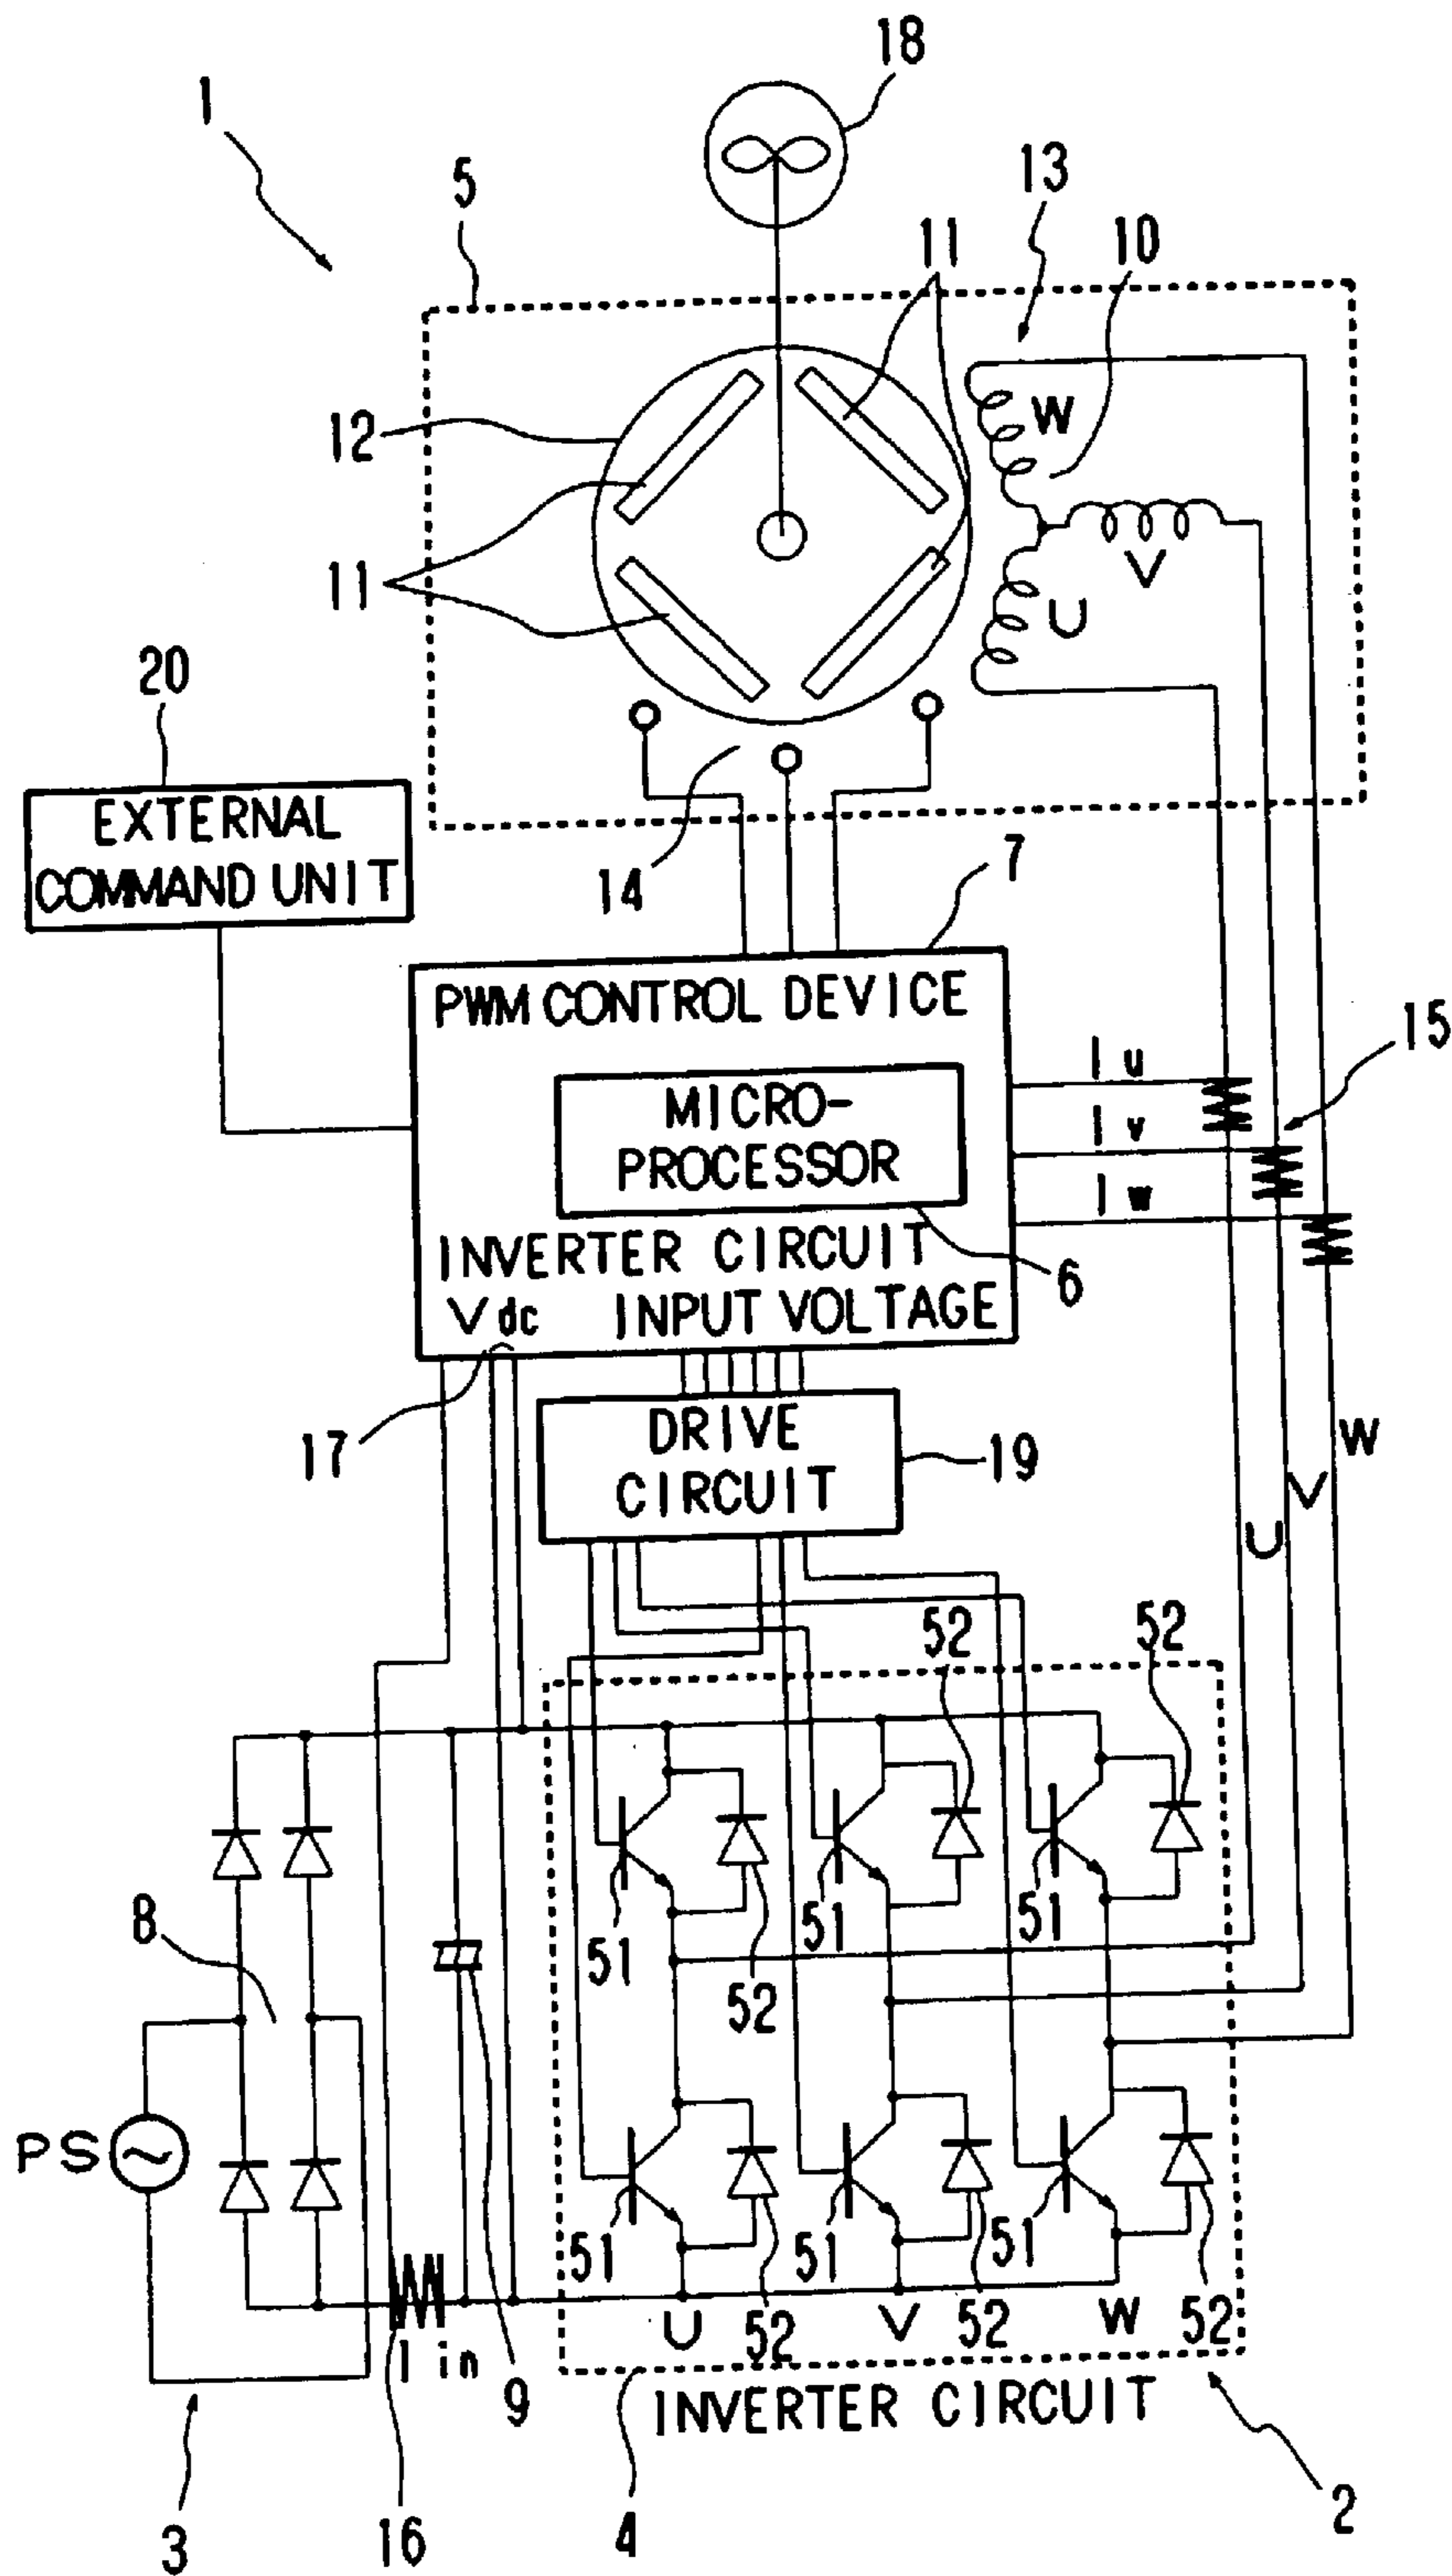 18
1
5
13
11
10
12
W
V
11
U
20
EXTERNAL
COMMAND UNIT
14
7
PWM CONTROL DEVICE
15
Iu
MICRO-
PROCESSOR
Iv
Iw
INVERTER CIRCUIT
6
Vdc INPUT VOLTAGE
17
DRIVE
CIRCUIT
19
W
V
U
52
52
51
51
51
8
52
PS
51
51
51
U
V
W
52
52
52
I in
9
INVERTER CIRCUIT
3
16
4
2